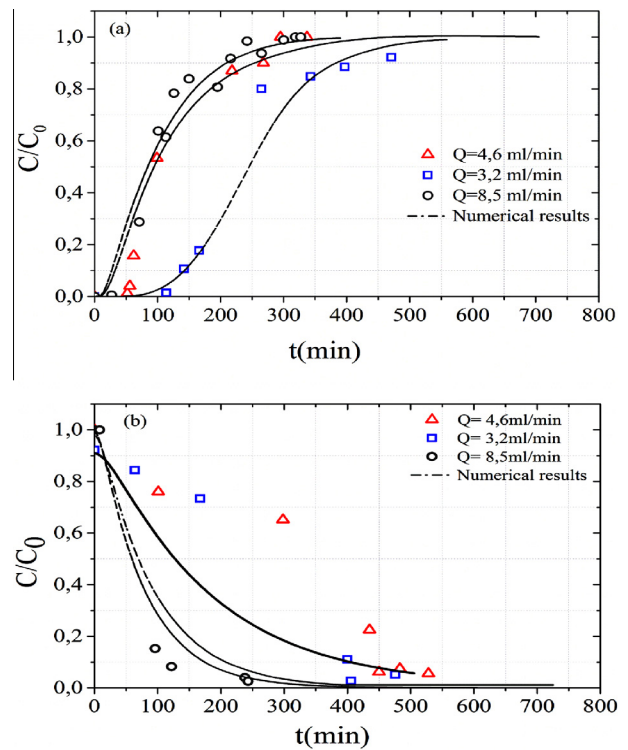 (a)
1,0
0,8
0,6
0,4
0,2
0,0
C/C0
Q=4,6 ml/min
Q=3,2 ml/min
Q=8,5 ml/min
Numerical results
0 100 200 300 400 500 600 700 800
t(min)
(b)
1,0
0,8
0,6
0,4
0,2
0,0
C/C0
Q= 4,6ml/min
Q= 3,2ml/min
Q= 8,5ml/min
Numerical results
0 100 200 300 400 500 600 700 800
t(min)